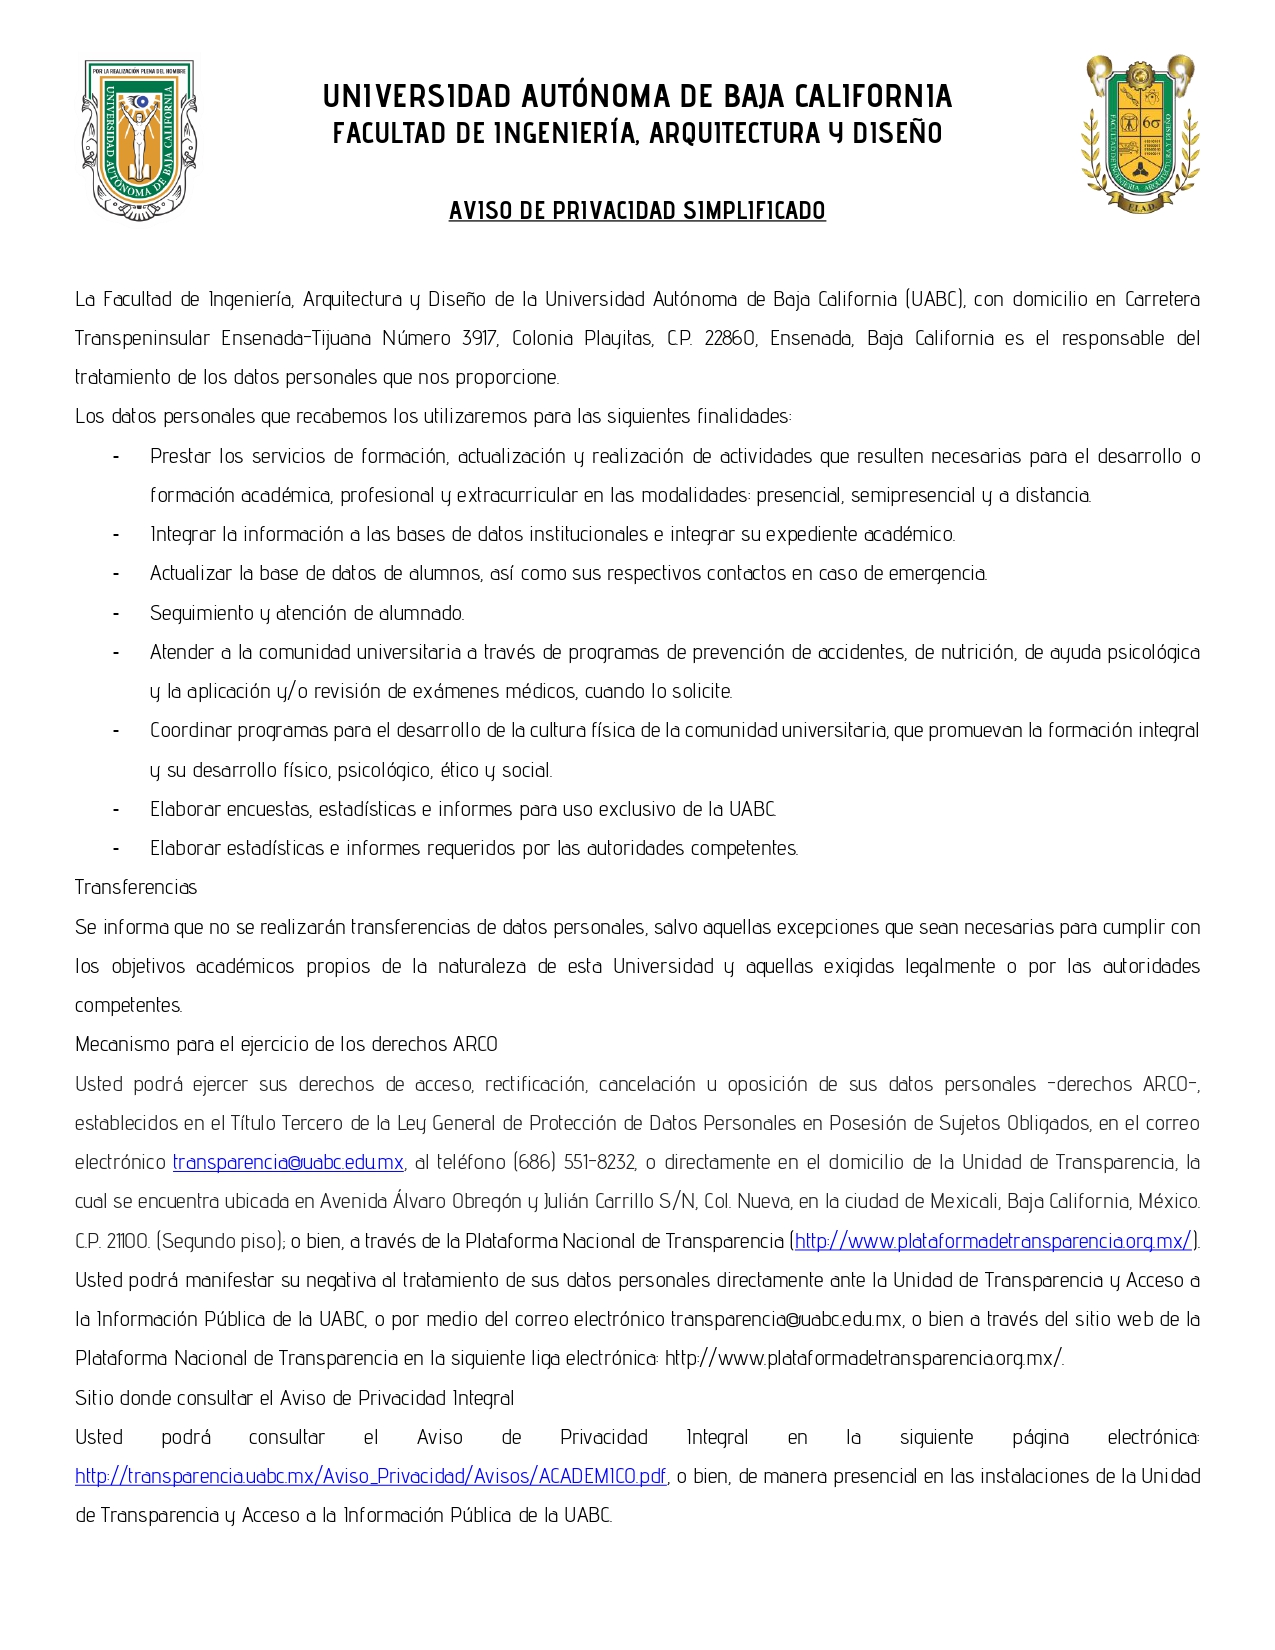 POR LA REALIZACIÓN PLENA DEL HOMBRE
UNIVERSIDAD AUTÓNOMA DE BAJA CALIFORNIA
UNIVERSIDAD AUTÓNOMA DE BAJA CALIFORNIA
FACULTAD DE INGENIERÍA, ARQUITECTURA Y DISEÑO
FACULTAD DE INGENIERÍA ARQUITECTURA Y DISEÑO
6σ
F.I.A.D.
AVISO DE PRIVACIDAD SIMPLIFICADO
La Facultad de Ingeniería, Arquitectura y Diseño de la Universidad Autónoma de Baja California (UABC), con domicilio en Carretera
Transpeninsular Ensenada-Tijuana Número 3917, Colonia Playitas, C.P. 22860, Ensenada, Baja California es el responsable del
tratamiento de los datos personales que nos proporcione.
Los datos personales que recabemos los utilizaremos para las siguientes finalidades:
- Prestar los servicios de formación, actualización y realización de actividades que resulten necesarias para el desarrollo o
formación académica, profesional y extracurricular en las modalidades: presencial, semipresencial y a distancia.
- Integrar la información a las bases de datos institucionales e integrar su expediente académico.
- Actualizar la base de datos de alumnos, así como sus respectivos contactos en caso de emergencia.
- Seguimiento y atención de alumnado.
- Atender a la comunidad universitaria a través de programas de prevención de accidentes, de nutrición, de ayuda psicológica
y la aplicación y/o revisión de exámenes médicos, cuando lo solicite.
- Coordinar programas para el desarrollo de la cultura física de la comunidad universitaria, que promuevan la formación integral
y su desarrollo físico, psicológico, ético y social.
- Elaborar encuestas, estadísticas e informes para uso exclusivo de la UABC.
- Elaborar estadísticas e informes requeridos por las autoridades competentes.
Transferencias
Se informa que no se realizarán transferencias de datos personales, salvo aquellas excepciones que sean necesarias para cumplir con
los objetivos académicos propios de la naturaleza de esta Universidad y aquellas exigidas legalmente o por las autoridades
competentes.
Mecanismo para el ejercicio de los derechos ARCO
Usted podrá ejercer sus derechos de acceso, rectificación, cancelación u oposición de sus datos personales -derechos ARCO-,
establecidos en el Título Tercero de la Ley General de Protección de Datos Personales en Posesión de Sujetos Obligados, en el correo
electrónico transparencia@uabc.edu.mx, al teléfono (686) 551-8232, o directamente en el domicilio de la Unidad de Transparencia, la
cual se encuentra ubicada en Avenida Álvaro Obregón y Julián Carrillo S/N, Col. Nueva, en la ciudad de Mexicali, Baja California, México.
C.P. 21100. (Segundo piso); o bien, a través de la Plataforma Nacional de Transparencia (http://www.plataformadetransparencia.org.mx/).
Usted podrá manifestar su negativa al tratamiento de sus datos personales directamente ante la Unidad de Transparencia y Acceso a
la Información Pública de la UABC, o por medio del correo electrónico transparencia@uabc.edu.mx, o bien a través del sitio web de la
Plataforma Nacional de Transparencia en la siguiente liga electrónica: http://www.plataformadetransparencia.org.mx/.
Sitio donde consultar el Aviso de Privacidad Integral
Usted podrá consultar el Aviso de Privacidad Integral en la siguiente página electrónica:
http://transparencia.uabc.mx/Aviso_Privacidad/Avisos/ACADEMICO.pdf, o bien, de manera presencial en las instalaciones de la Unidad
de Transparencia y Acceso a la Información Pública de la UABC.